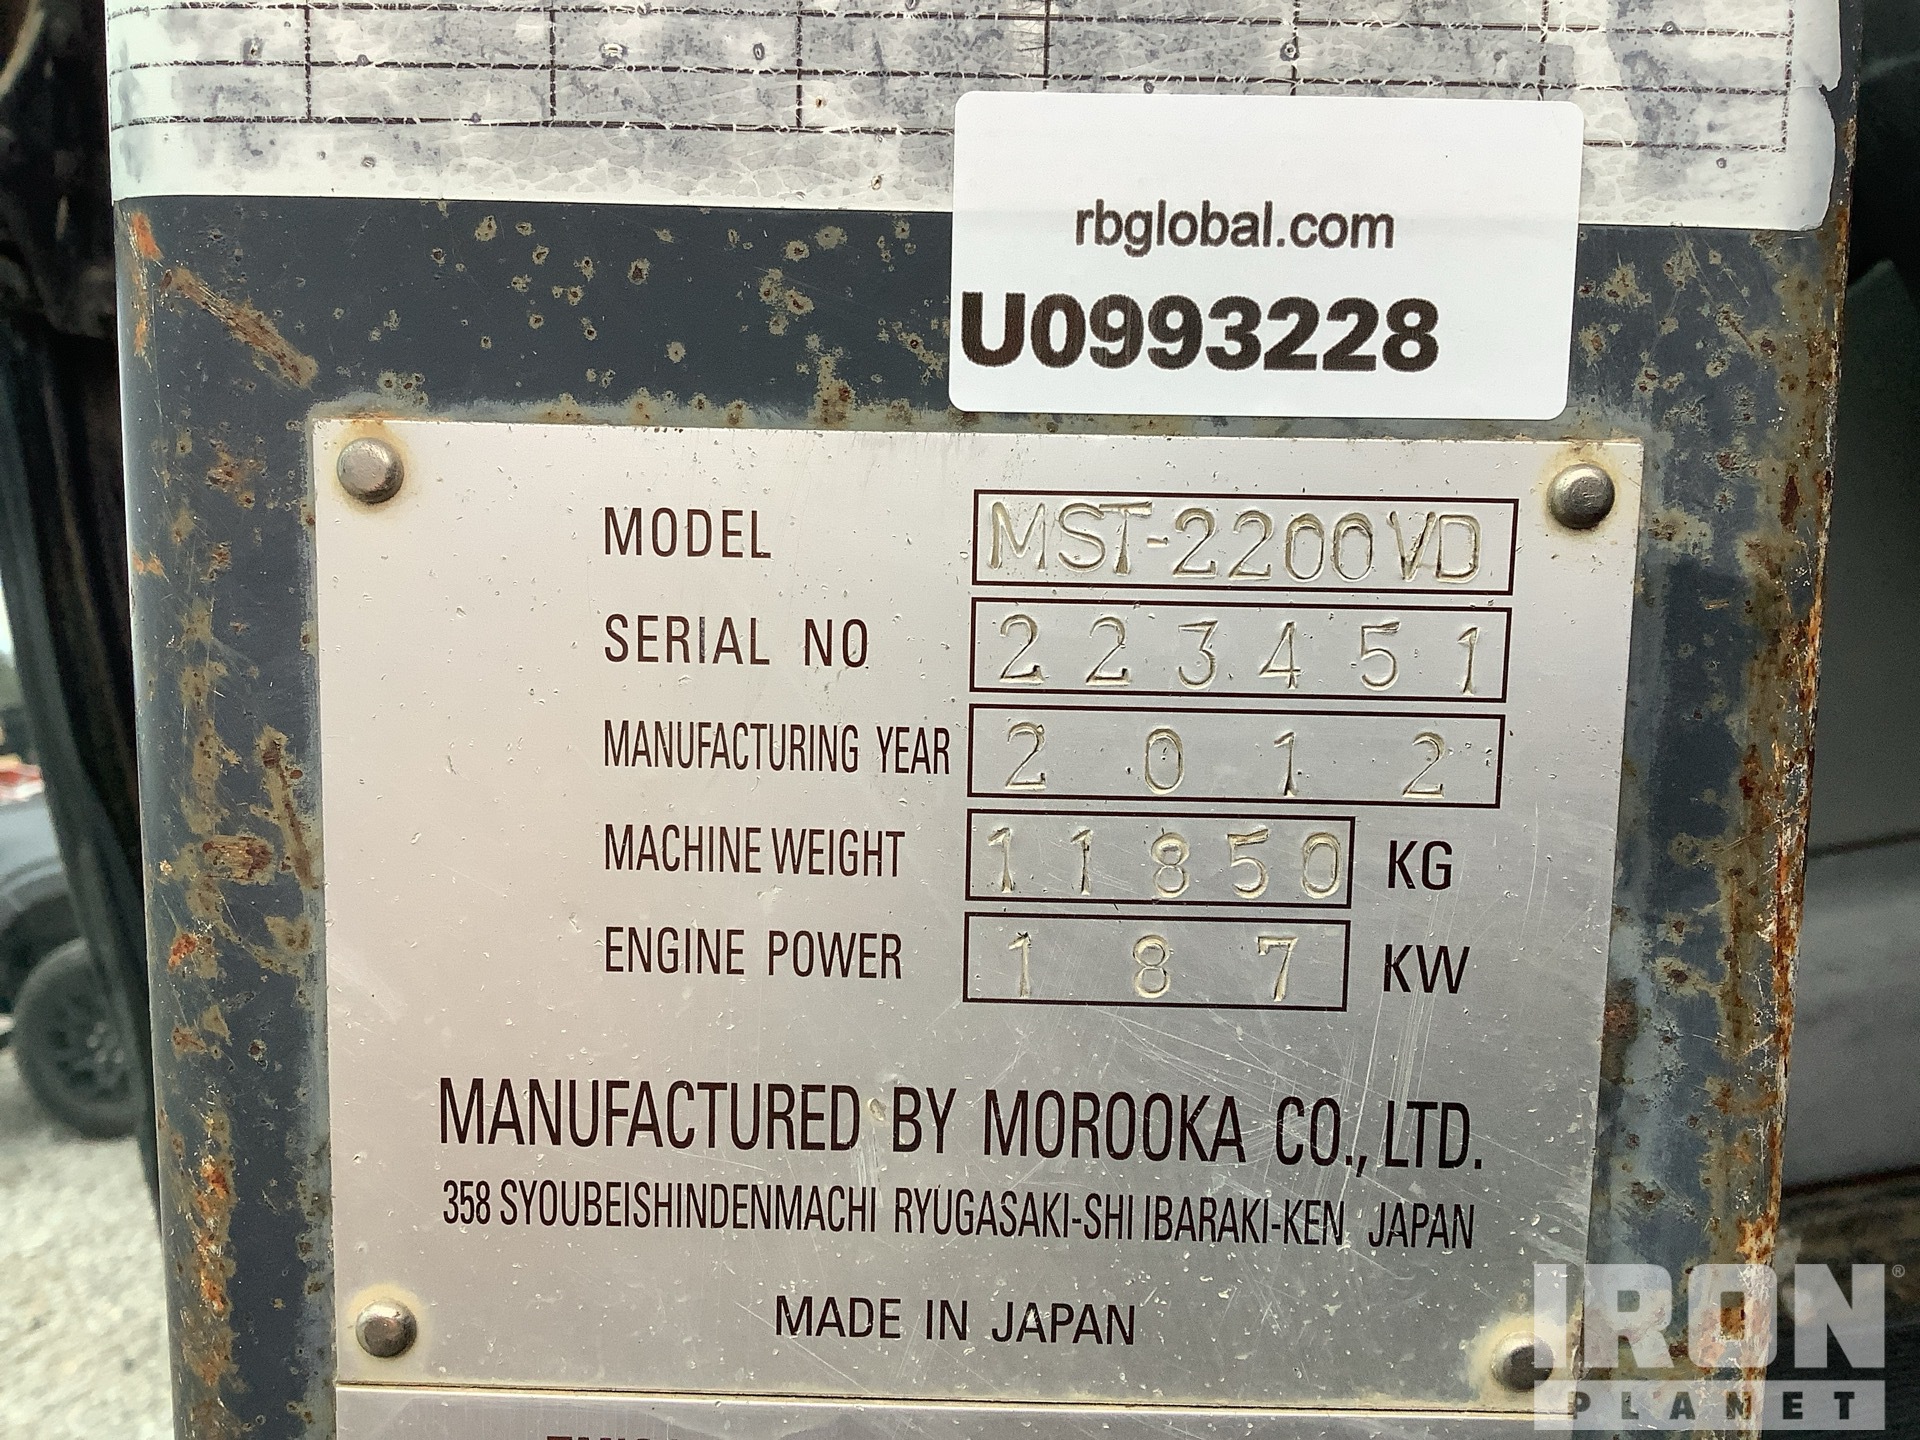 rbglobal.com
U0993228
MODEL MST-2200VD
SERIAL NO 223451
MANUFACTURING YEAR 2012
MACHINE WEIGHT 11850 KG
ENGINE POWER 187 KW
MANUFACTURED BY MOROOKA CO., LTD.
358 SYOUBEISHINDENMACHI RYUGASAKI-SHI IBARAKI-KEN JAPAN
MADE IN JAPAN
IRON®
PLANET